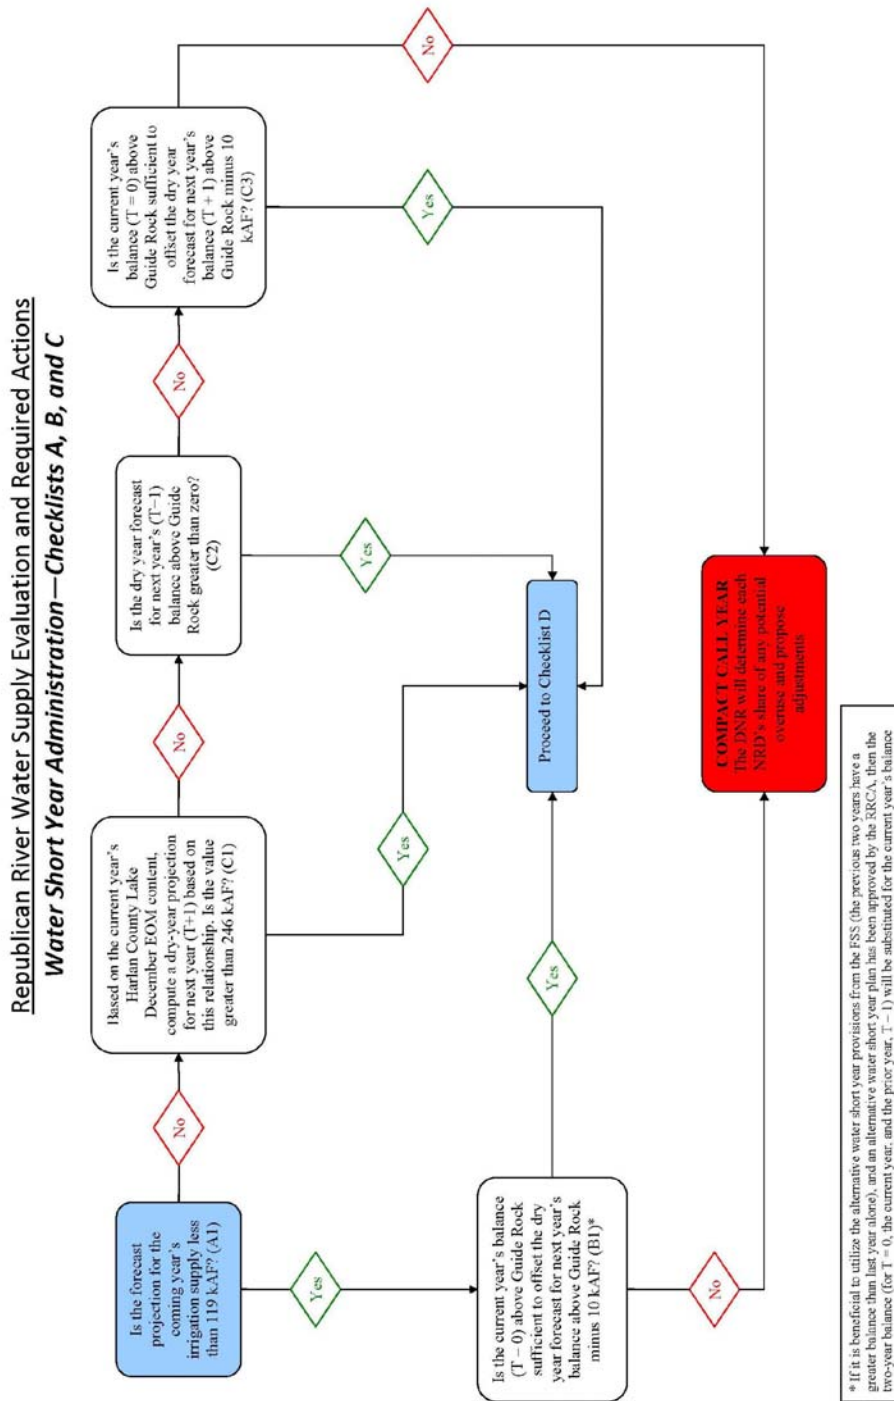 Republican River Water Supply Evaluation and Required Actions
Water Short Year Administration—Checklists A, B, and C
Is the forecast
projection for the
coming year's
irrigation supply less
than 119 kAF? (A1)
No
Based on the current year's
Harlan County Lake
December EOM content,
compute a dry-year projection
for next year (T+1) based on
this relationship. Is the value
greater than 246 kAF? (C1)
No
Is the dry year forecast
for next year's (T−1)
balance above Guide
Rock greater than zero?
(C2)
No
Is the current year's
balance (T = 0) above
Guide Rock sufficient to
offset the dry year
forecast for next year's
balance (T + 1) above
Guide Rock minus 10
kAF? (C3)
No
Yes
Yes
Yes
Yes
Is the current year's balance
(T − 0) above Guide Rock
sufficient to offset the dry
year forecast for next year's
balance above Guide Rock
minus 10 kAF? (B1)*
Yes
Proceed to Checklist D
No
COMPACT CALL YEAR
The DNR will determine each
NRD's share of any potential
overuse and propose
adjustments
* If it is beneficial to utilize the alternative water short year provisions from the FSS (the previous two years have a
greater balance than last year alone), and an alternative water short year plan has been approved by the RRCA, then the
two-year balance (for T = 0, the current year, and the prior year, T − 1) will be substituted for the current year's balance